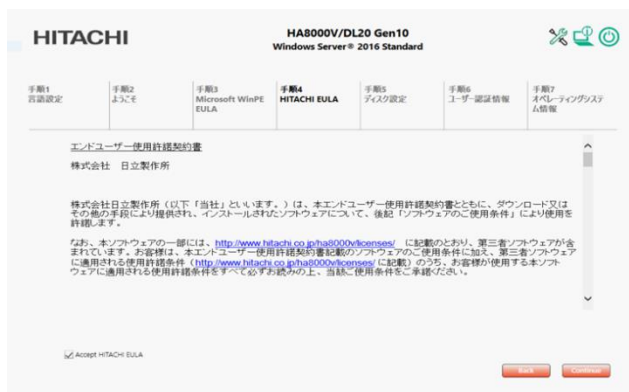 HITACHI
HA8000V/DL20 Gen10
Windows Server® 2016 Standard
手順1
言語設定
手順2
ようこそ
手順3
Microsoft WinPE
EULA
手順4
HITACHI EULA
手順5
ディスク設定
手順6
ユーザー認証情報
手順7
オペレーティングシステ
ム情報
エンドユーザー使用許諾契約書
株式会社 日立製作所
株式会社日立製作所（以下「当社」といいます。）は、本エンドユーザー使用許諾契約書とともに、ダウンロード又は
その他の手段により提供され、インストールされたソフトウェアについて、後記「ソフトウェアのご使用条件」により使用を
許諾します。
なお、本ソフトウェアの一部には、http://www.hitachi.co.jp/ha8000v/licenses/ に記載のとおり、第三者ソフトウェアが含
まれています。お客様は、本エンドユーザー使用許諾契約書記載のソフトウェアのご使用条件に加え、第三者ソフトウェア
に適用される使用許諾条件（http://www.hitachi.co.jp/ha8000v/licenses/ に記載）のうち、お客様が使用する本ソフト
ウェアに適用される使用許諾条件をすべて必ずお読みの上、当該ご使用条件をご承諾ください。
Accept HITACHI EULA
Back
Continue